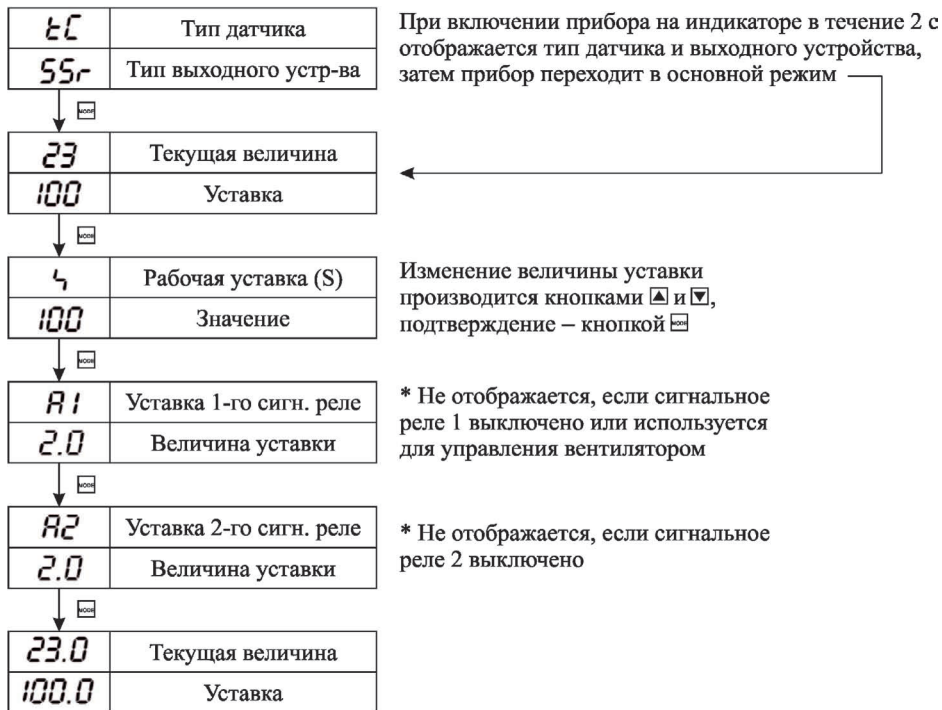 tC Тип датчика
SSr Тип выходного устр-ва
При включении прибора на индикаторе в течение 2 с
отображается тип датчика и выходного устройства,
затем прибор переходит в основной режим
MODE
23 Текущая величина
100 Уставка
MODE
Рабочая уставка (S)
100 Значение
Изменение величины уставки
производится кнопками ▲ и ▼,
подтверждение – кнопкой MODE
MODE
A1 Уставка 1-го сигн. реле
2.0 Величина уставки
* Не отображается, если сигнальное
реле 1 выключено или используется
для управления вентилятором
MODE
A2 Уставка 2-го сигн. реле
2.0 Величина уставки
* Не отображается, если сигнальное
реле 2 выключено
MODE
23.0 Текущая величина
100.0 Уставка